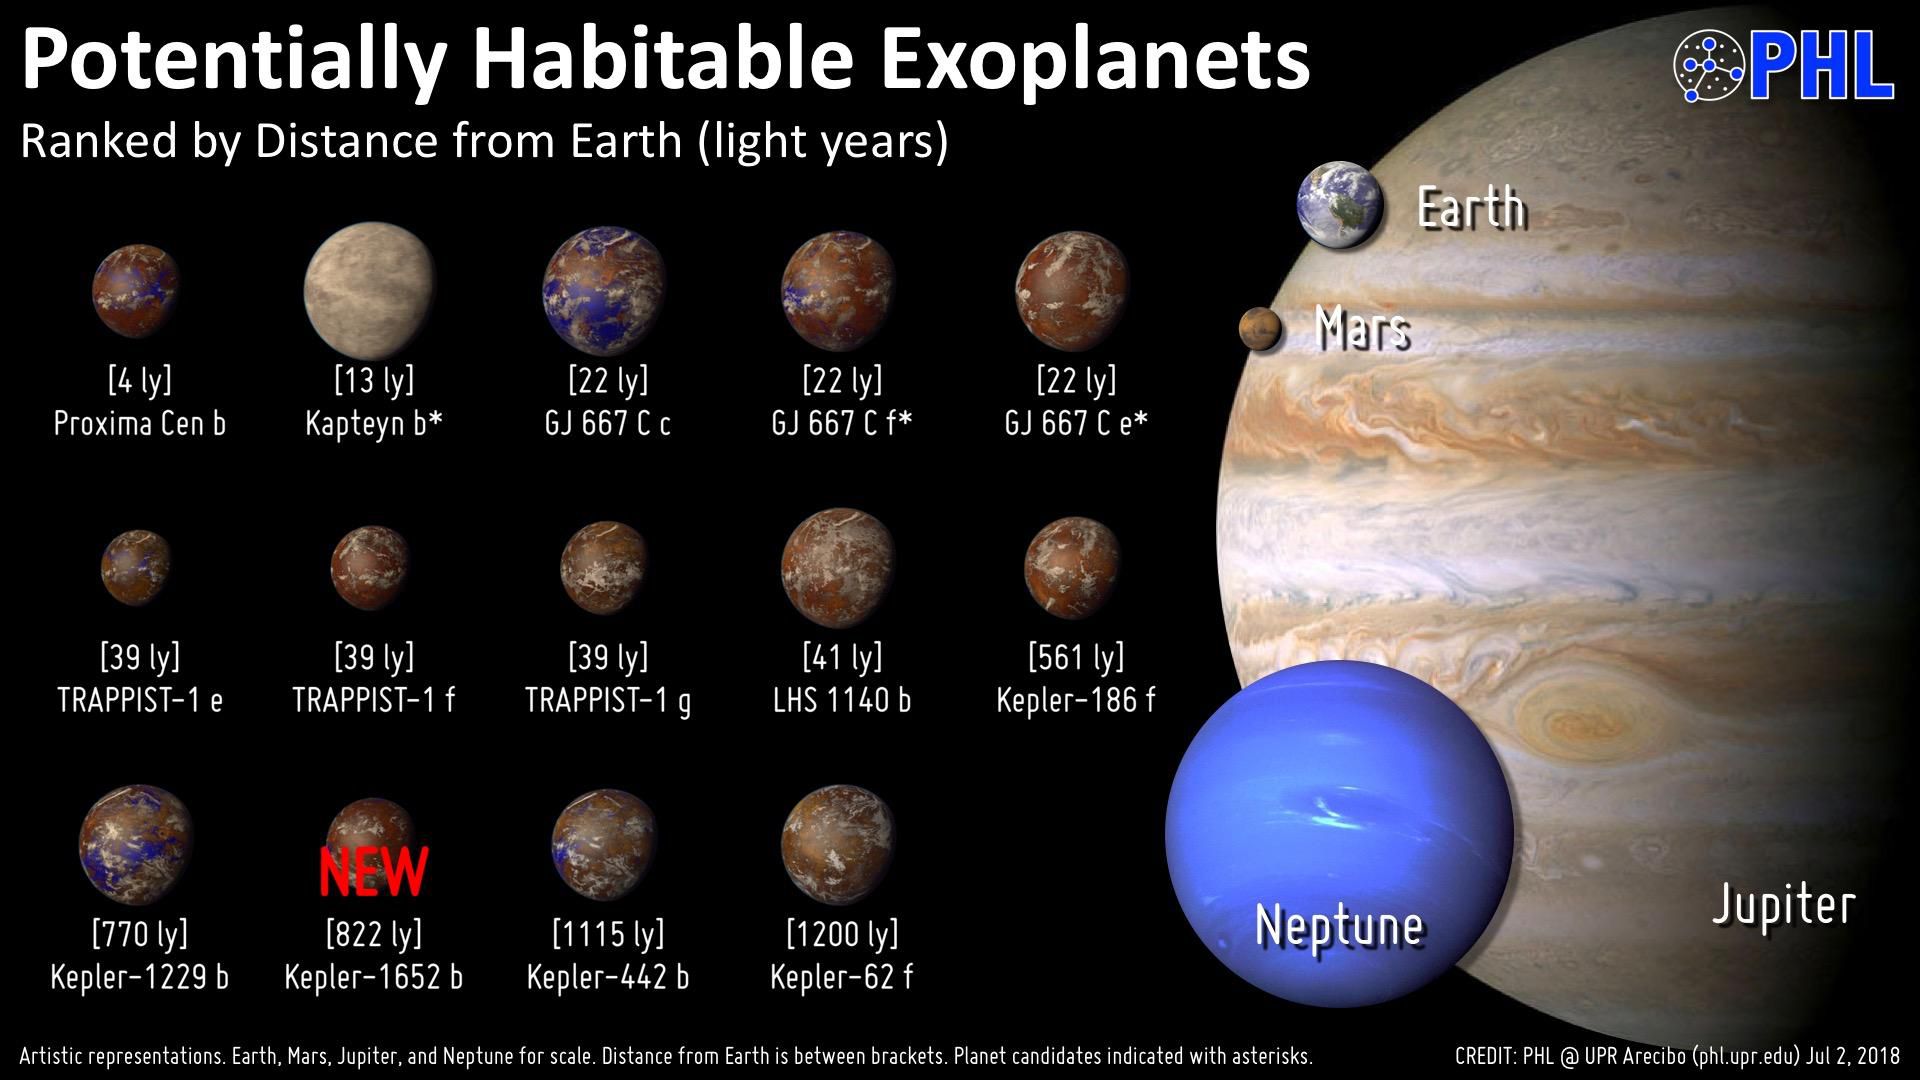 Potentially Habitable Exoplanets
Ranked by Distance from Earth (light years)
PHL
Earth
Mars
[4 ly]
Proxima Cen b
[13 ly]
Kapteyn b*
[22 ly]
GJ 667 C c
[22 ly]
GJ 667 C f*
[22 ly]
GJ 667 C e*
[39 ly]
TRAPPIST-1 e
[39 ly]
TRAPPIST-1 f
[39 ly]
TRAPPIST-1 g
[41 ly]
LHS 1140 b
[561 ly]
Kepler-186 f
[770 ly]
Kepler-1229 b
NEW
[822 ly]
Kepler-1652 b
[1115 ly]
Kepler-442 b
[1200 ly]
Kepler-62 f
Neptune
Jupiter
Artistic representations. Earth, Mars, Jupiter, and Neptune for scale. Distance from Earth is between brackets. Planet candidates indicated with asterisks.
CREDIT: PHL @ UPR Arecibo (phl.upr.edu) Jul 2, 2018